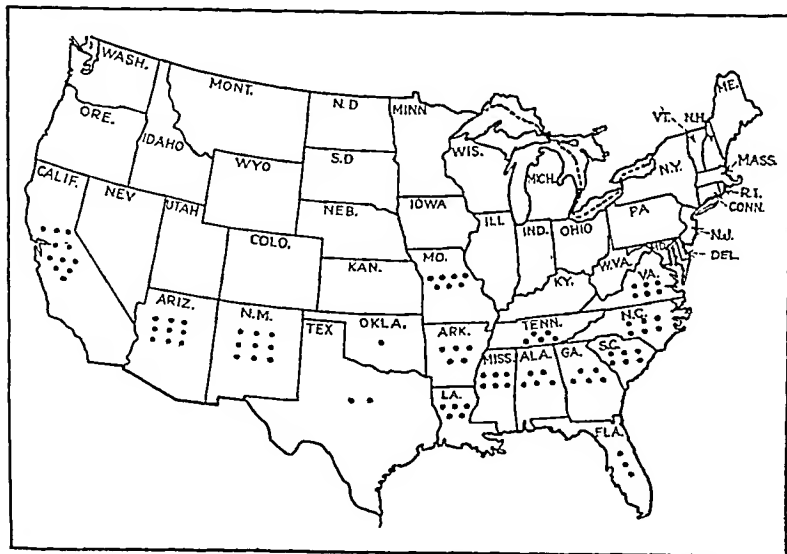 WASH.
MONT.
N.D
MINN
ME.
VT.
N.H.
ORE.
IDAHO
WYO
S.D
WIS.
MICH.
N.Y.
MASS.
R.I.
CONN.
CALIF.
NEV
UTAH
NEB.
IOWA
ILL
IND.
OHIO
PA
N.J.
DEL.
COLO.
KAN.
MO.
KY.
W.VA.
VA.
ARIZ.
N.M.
TEX
OKLA.
ARK.
TENN.
N.C.
S.C.
MISS.
ALA.
GA.
LA.
FLA.